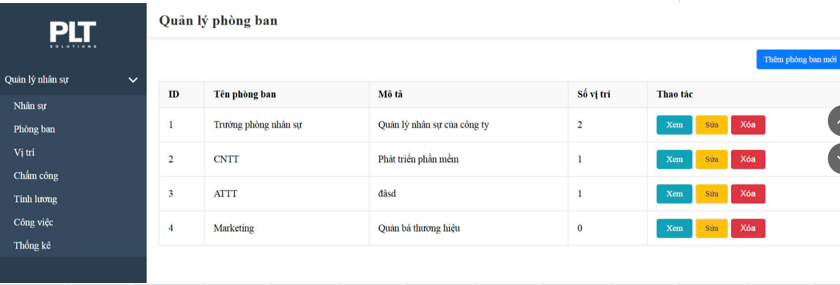 Quản lý phòng ban
PLT
SOLUTIONS
Quản lý nhân sự
Nhân sự
Phòng ban
Vị trí
Chấm công
Tính lương
Công việc
Thống kê
Thêm phòng ban mới
ID Tên phòng ban Mô tả Số vị trí Thao tác
1 Trưởng phòng nhân sự Quản lý nhân sự của công ty 2 Xem Sửa Xóa
2 CNTT Phát triển phần mềm 1 Xem Sửa Xóa
3 ATTT đâsd 1 Xem Sửa Xóa
4 Marketing Quản bá thương hiệu 0 Xem Sửa Xóa